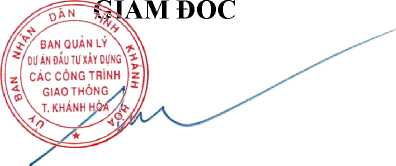 GIÁM ĐỐC
ỦY BAN NHÂN DÂN TỈNH KHÁNH HÒA
BAN QUẢN LÝ
DỰ ÁN ĐẦU TƯ XÂY DỰNG
CÁC CÔNG TRÌNH
GIAO THÔNG
T. KHÁNH HÒA